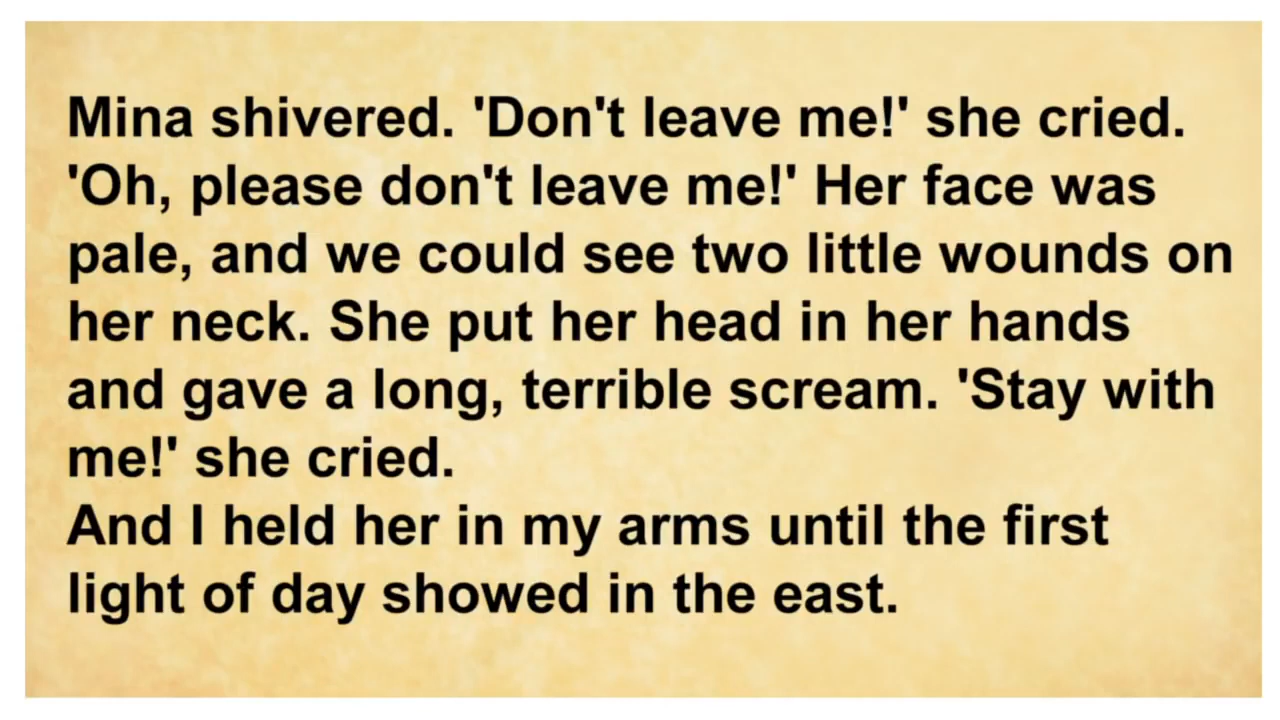 Mina shivered. 'Don't leave me!' she cried.
'Oh, please don't leave me!' Her face was
pale, and we could see two little wounds on
her neck. She put her head in her hands
and gave a long, terrible scream. 'Stay with
me!' she cried.
And I held her in my arms until the first
light of day showed in the east.